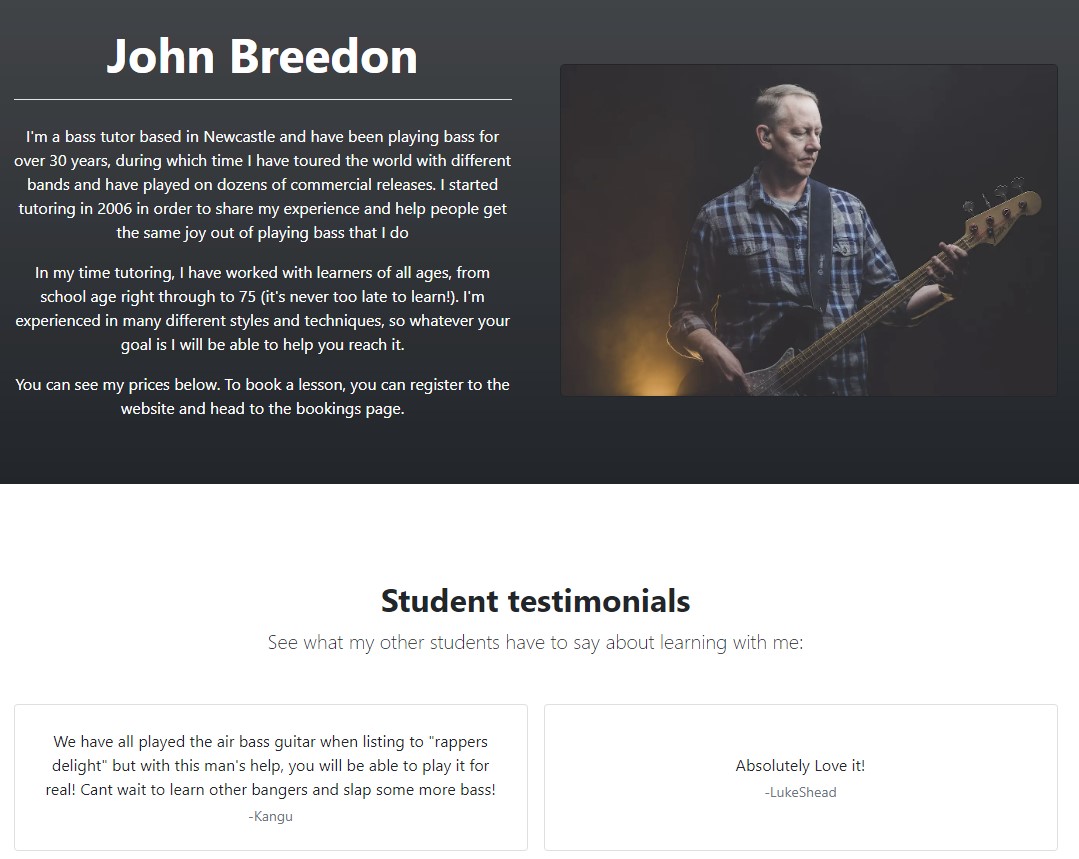 John Breedon
I'm a bass tutor based in Newcastle and have been playing bass for
over 30 years, during which time I have toured the world with different
bands and have played on dozens of commercial releases. I started
tutoring in 2006 in order to share my experience and help people get
the same joy out of playing bass that I do
In my time tutoring, I have worked with learners of all ages, from
school age right through to 75 (it's never too late to learn!). I'm
experienced in many different styles and techniques, so whatever your
goal is I will be able to help you reach it.
You can see my prices below. To book a lesson, you can register to the
website and head to the bookings page.
Student testimonials
See what my other students have to say about learning with me:
We have all played the air bass guitar when listing to "rappers
delight" but with this man's help, you will be able to play it for
real! Cant wait to learn other bangers and slap some more bass!
-Kangu
Absolutely Love it!
-LukeShead